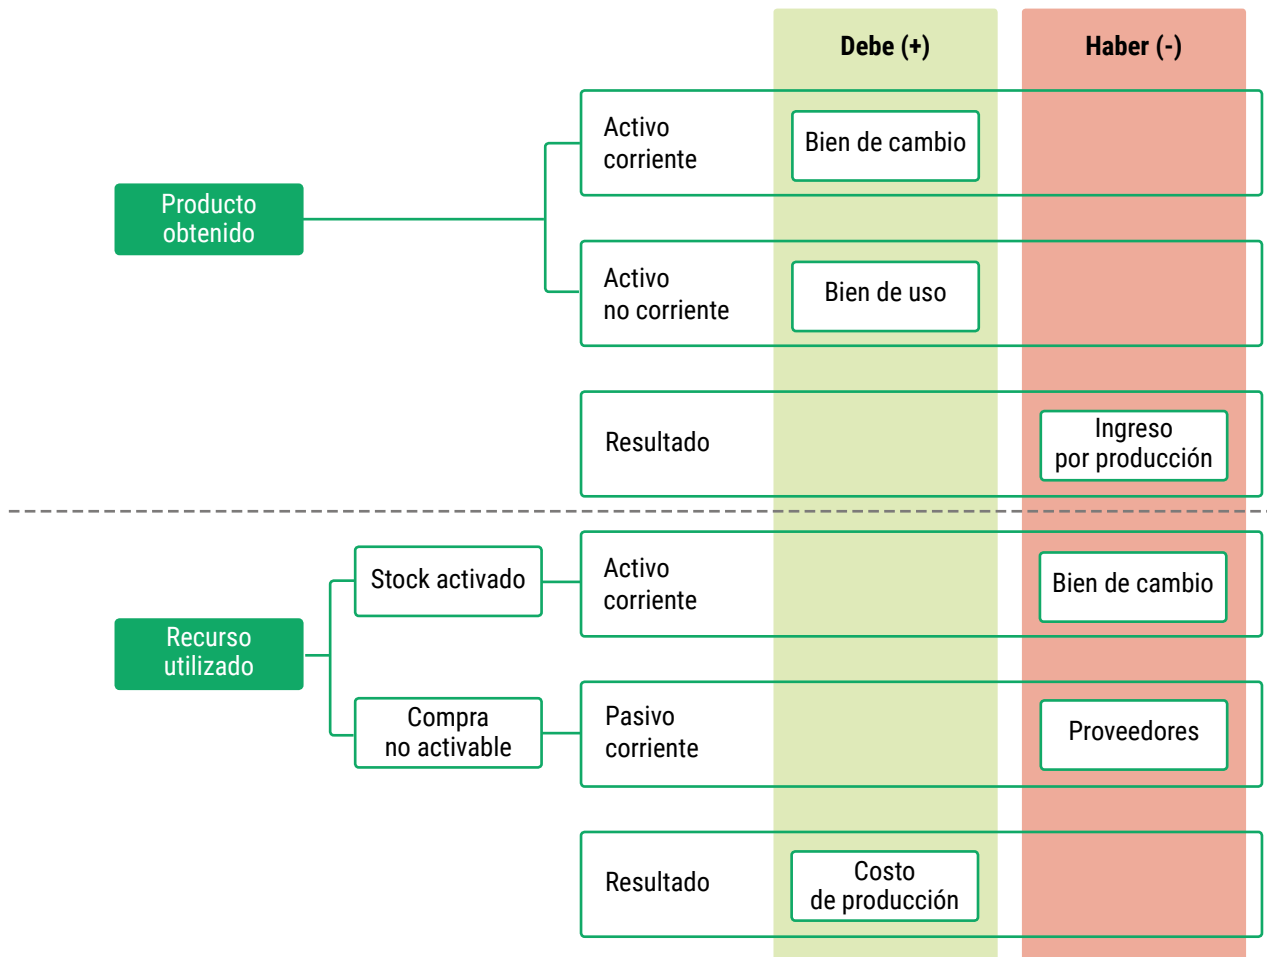 Debe (+)
Haber (-)
Activo
corriente
Bien de cambio
Producto
obtenido
Activo
no corriente
Bien de uso
Resultado
Ingreso
por producción
Stock activado
Activo
corriente
Bien de cambio
Recurso
utilizado
Compra
no activable
Pasivo
corriente
Proveedores
Resultado
Costo
de producción